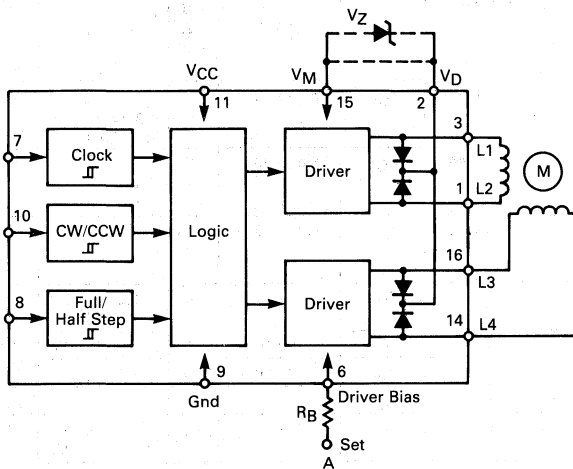 VZ
VCC
VM
VD
11
15
2
7
Clock
3
L1
M
Driver
1
L2
10
CW/CCW
Logic
16
L3
8
Full/
Half Step
Driver
14
L4
9
6
Gnd
Driver Bias
RB
Set
A